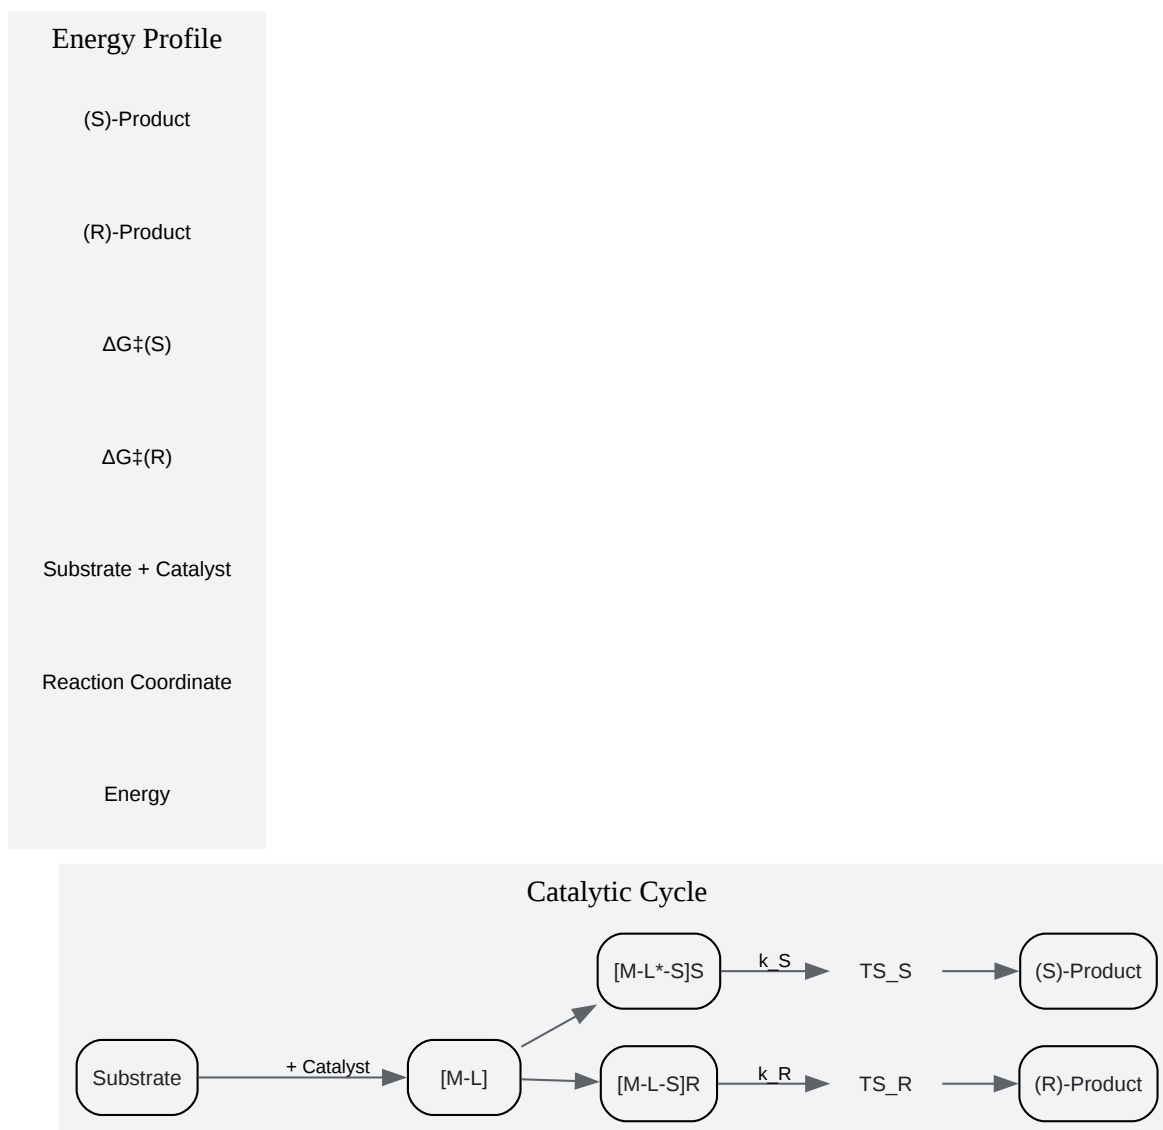 Energy Profile
(S)-Product
(R)-Product
ΔG‡(S)
ΔG‡(R)
Substrate + Catalyst
Reaction Coordinate
Energy
Catalytic Cycle
[M-L*-S]S
k_S
TS_S
(S)-Product
Substrate
+ Catalyst
[M-L]
[M-L-S]R
k_R
TS_R
(R)-Product